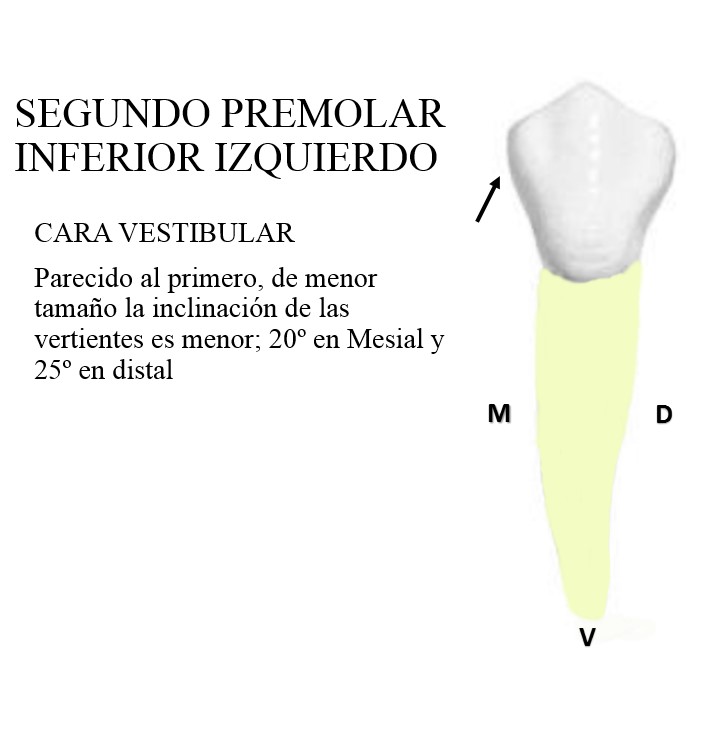 SEGUNDO PREMOLAR
INFERIOR IZQUIERDO
CARA VESTIBULAR
Parecido al primero, de menor
tamaño la inclinación de las
vertientes es menor; 20º en Mesial y
25º en distal
M
D
V